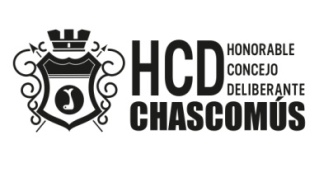 HCD HONORABLE
CONCEJO
DELIBERANTE
CHASCOMÚS